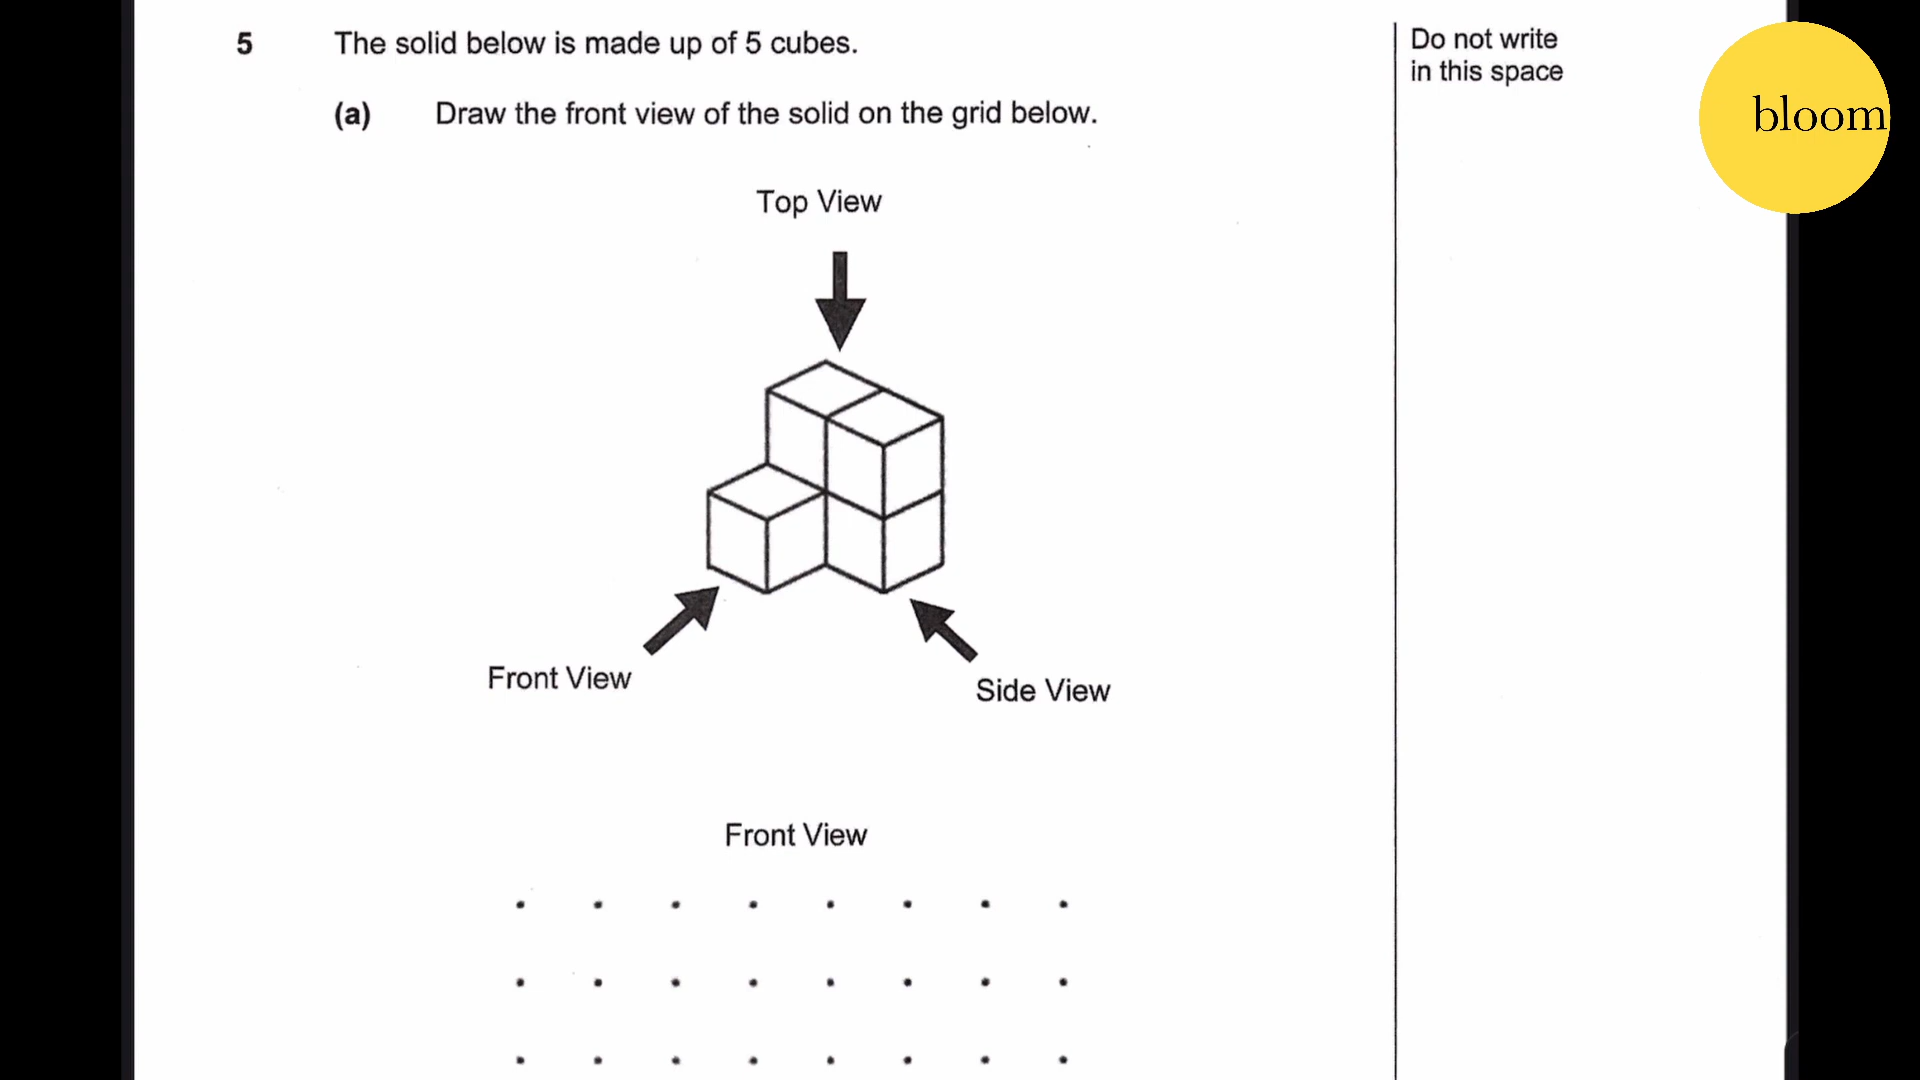 5 The solid below is made up of 5 cubes.
Do not write
in this space
(a) Draw the front view of the solid on the grid below.
bloom
Top View
Front View
Side View
Front View